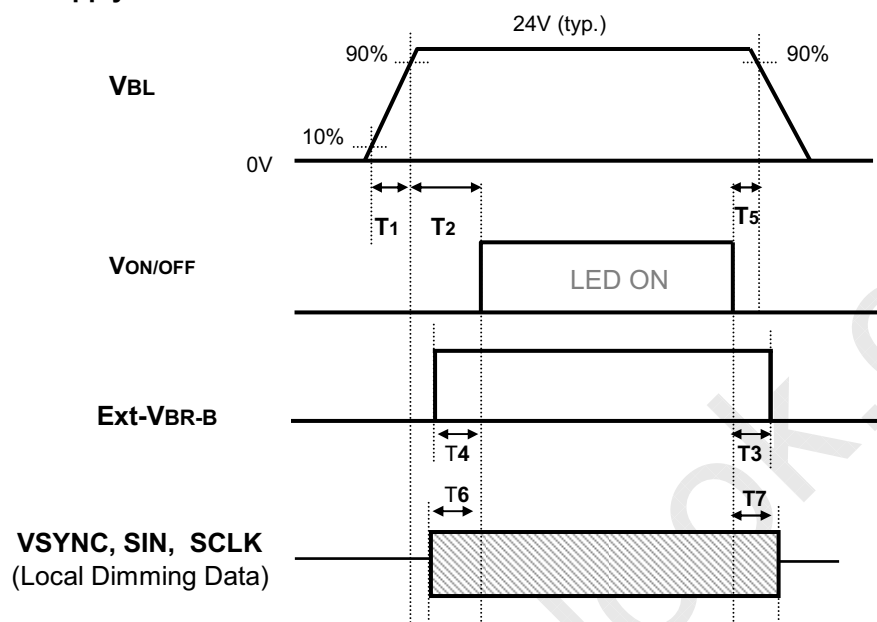 24V (typ.)
90%
90%
VBL
10%
0V
T1
T2
T5
VON/OFF
LED ON
Ext-VBR-B
T4
T3
T6
T7
VSYNC, SIN, SCLK
(Local Dimming Data)